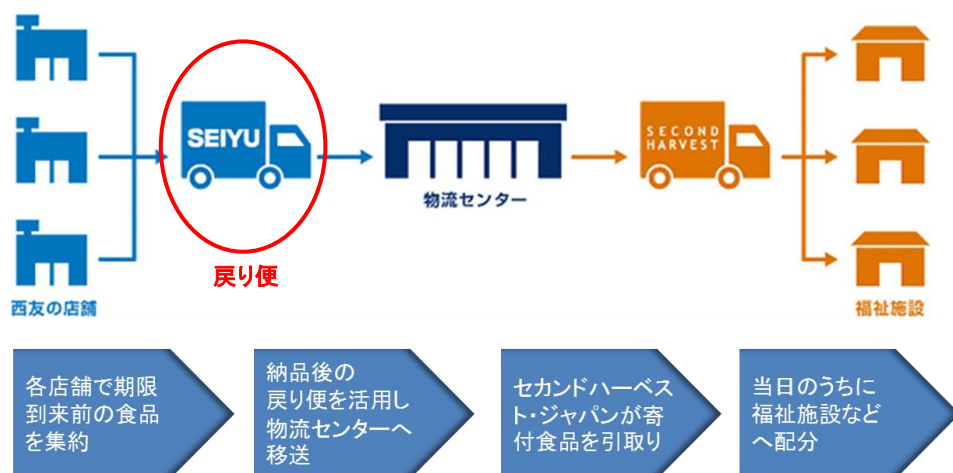 SEIYU
SECOND
HARVEST
物流センター
戻り便
西友の店舗
福祉施設
各店舗で期限
到来前の食品
を集約
納品後の
戻り便を活用し
物流センターへ
移送
セカンドハーベス
ト・ジャパンが寄
付食品を引取り
当日のうちに
福祉施設など
へ配分